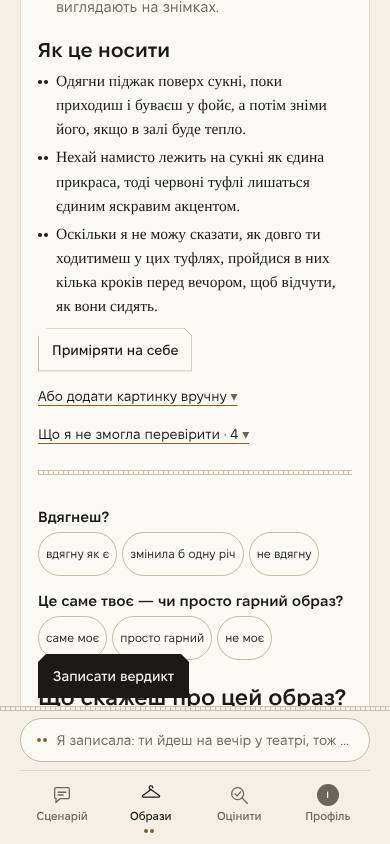 виглядають на знімках.
Як це носити
•• Одягни піджак поверх сукні, поки
приходиш і буваєш у фойє, а потім зніми
його, якщо в залі буде тепло.
•• Нехай намисто лежить на сукні як єдина
прикраса, тоді червоні туфлі лишаться
єдиним яскравим акцентом.
•• Оскільки я не можу сказати, як довго ти
ходитимеш у цих туфлях, пройдися в них
кілька кроків перед вечором, щоб відчути,
як вони сидять.
Приміряти на себе
Або додати картинку вручну ▾
Що я не змогла перевірити · 4 ▾
Вдягнеш?
вдягну як є змінила б одну річ не вдягну
Це саме твоє — чи просто гарний образ?
саме моє просто гарний не моє
Записати вердикт
Що скажеш про цей образ?
•• Я записала: ти йдеш на вечір у театрі, тож ...
Сценарій Образи Оцінити І Профіль